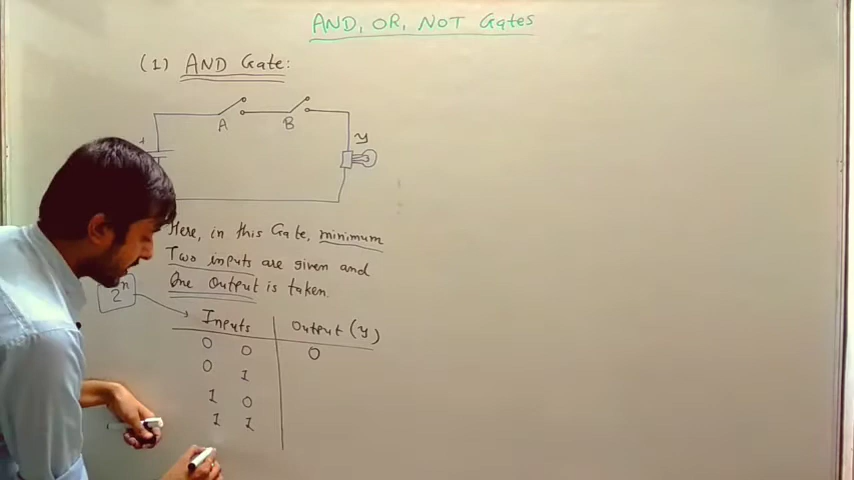 AND, OR, NOT Gates
(1) AND Gate:
A B
y
+
Here, in this Gate, minimum
Two inputs are given and
One Output is taken.
2^n
Inputs Output (y)
0 0 0
0 1
1 0
1 1